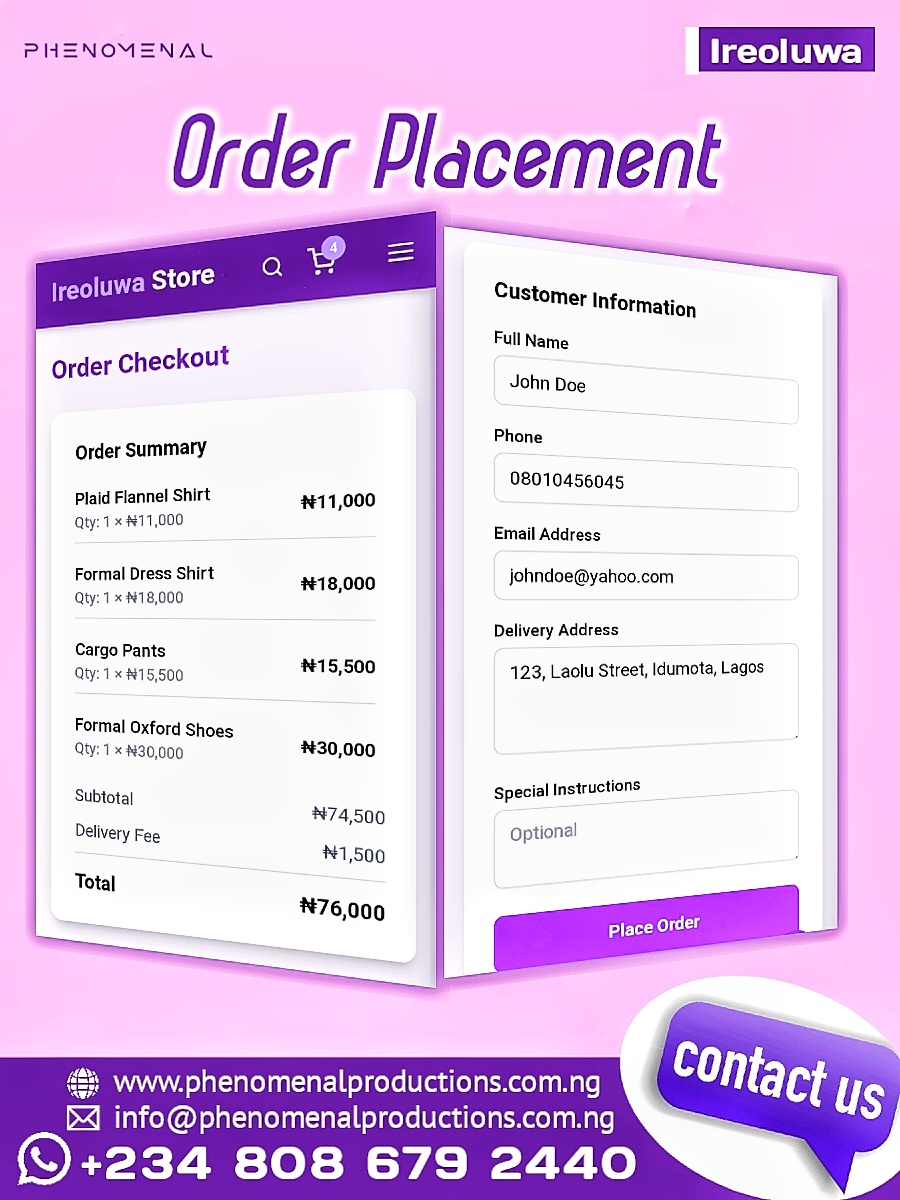 PHENOMENAL
Ireoluwa
Order Placement
Ireoluwa Store
4
Order Checkout
Order Summary
Plaid Flannel Shirt
₦11,000
Qty: 1 × ₦11,000
Formal Dress Shirt
₦18,000
Qty: 1 × ₦18,000
Cargo Pants
₦15,500
Qty: 1 × ₦15,500
Formal Oxford Shoes
₦30,000
Qty: 1 × ₦30,000
Subtotal
₦74,500
Delivery Fee
₦1,500
Total
₦76,000
Customer Information
Full Name
John Doe
Phone
08010456045
Email Address
johndoe@yahoo.com
Delivery Address
123, Laolu Street, Idumota, Lagos
Special Instructions
Optional
Place Order
www.phenomenalproductions.com.ng
info@phenomenalproductions.com.ng
+234 808 679 2440
contact us